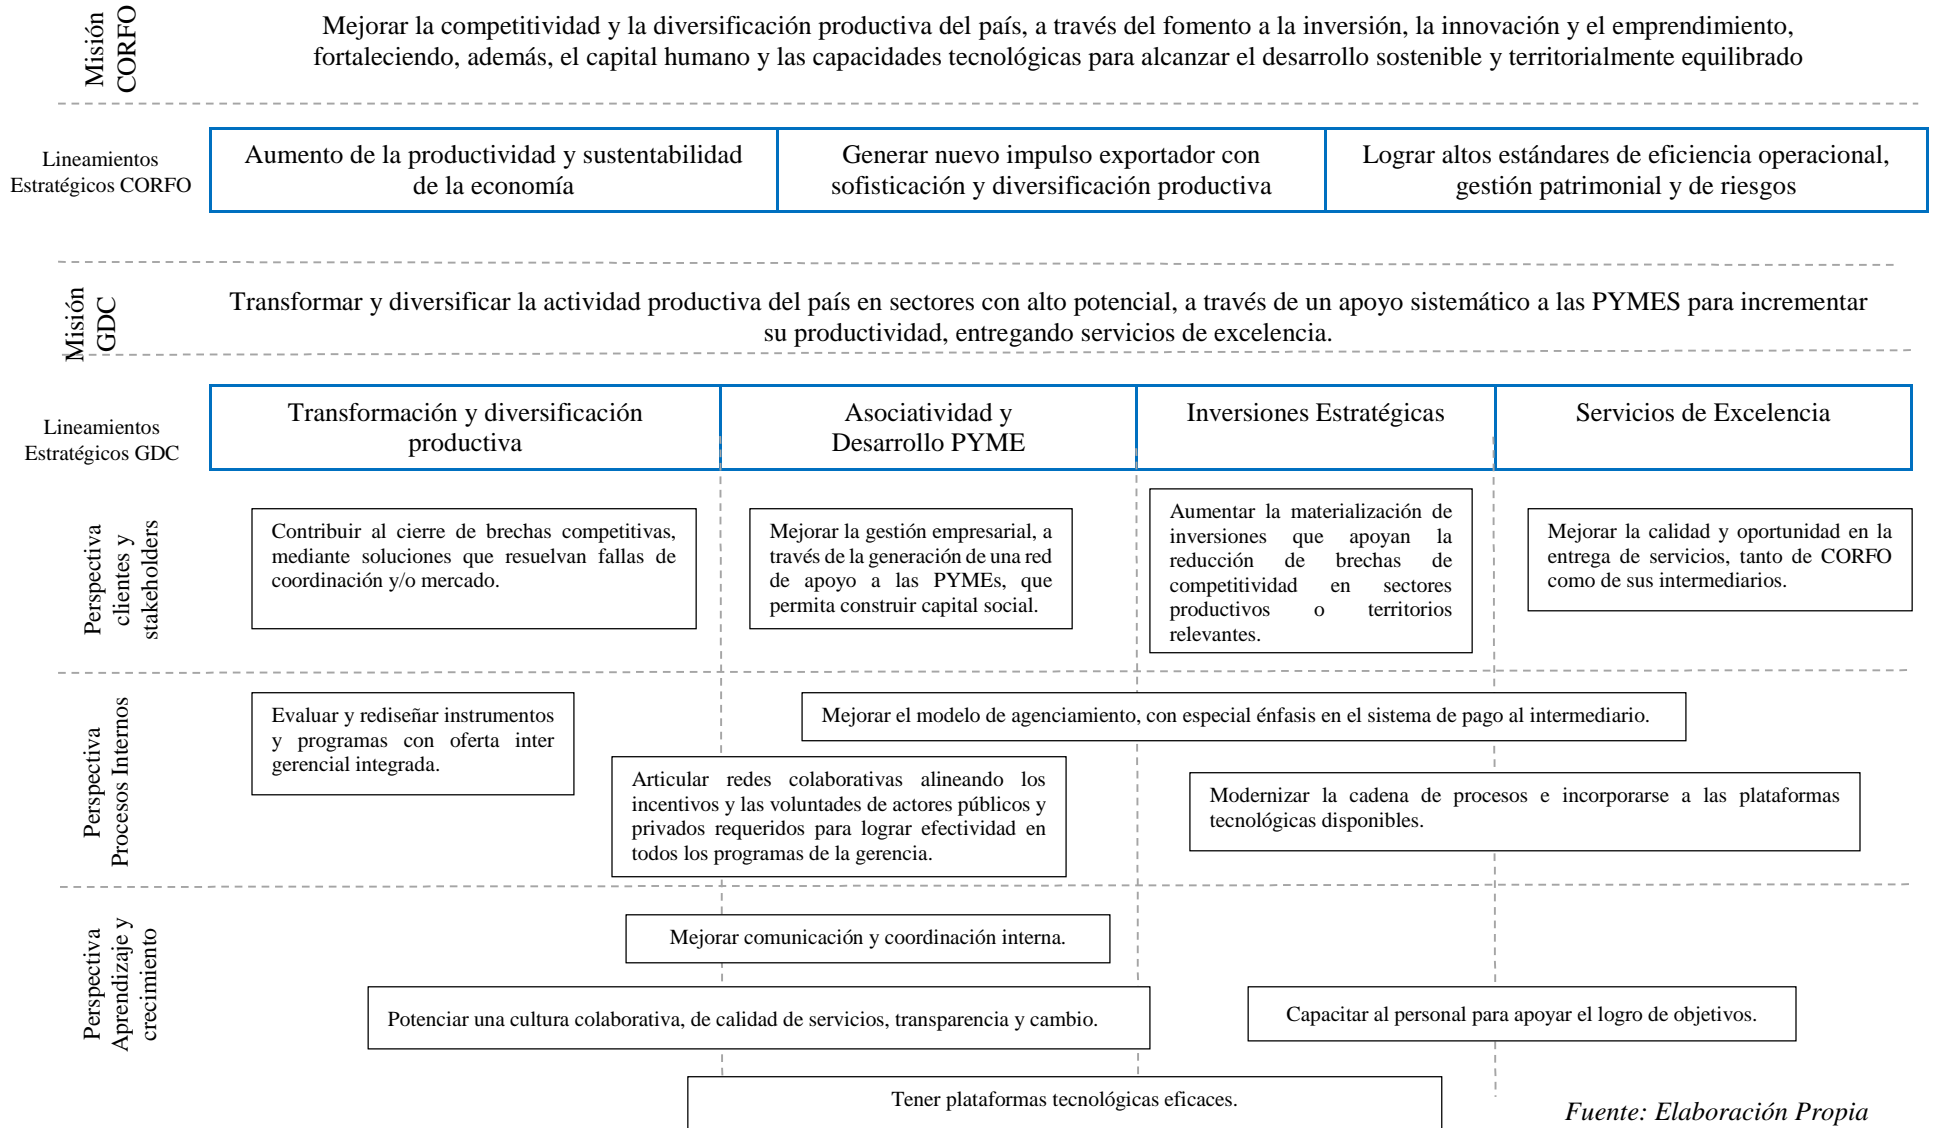 Misión
CORFO
Mejorar la competitividad y la diversificación productiva del país, a través del fomento a la inversión, la innovación y el emprendimiento,
fortaleciendo, además, el capital humano y las capacidades tecnológicas para alcanzar el desarrollo sostenible y territorialmente equilibrado
Lineamientos
Estratégicos CORFO
Aumento de la productividad y sustentabilidad
de la economía
Generar nuevo impulso exportador con
sofisticación y diversificación productiva
Lograr altos estándares de eficiencia operacional,
gestión patrimonial y de riesgos
Misión
GDC
Transformar y diversificar la actividad productiva del país en sectores con alto potencial, a través de un apoyo sistemático a las PYMES para incrementar
su productividad, entregando servicios de excelencia.
Lineamientos
Estratégicos GDC
Transformación y diversificación
productiva
Asociatividad y
Desarrollo PYME
Inversiones Estratégicas
Servicios de Excelencia
Perspectiva
clientes y
stakeholders
Contribuir al cierre de brechas competitivas,
mediante soluciones que resuelvan fallas de
coordinación y/o mercado.
Mejorar la gestión empresarial, a
través de la generación de una red
de apoyo a las PYMEs, que
permita construir capital social.
Aumentar la materialización de
inversiones que apoyan la
reducción de brechas de
competitividad en sectores
productivos o territorios
relevantes.
Mejorar la calidad y oportunidad en la
entrega de servicios, tanto de CORFO
como de sus intermediarios.
Perspectiva
Procesos Internos
Evaluar y rediseñar instrumentos
y programas con oferta inter
gerencial integrada.
Mejorar el modelo de agenciamiento, con especial énfasis en el sistema de pago al intermediario.
Articular redes colaborativas alineando los
incentivos y las voluntades de actores públicos y
privados requeridos para lograr efectividad en
todos los programas de la gerencia.
Modernizar la cadena de procesos e incorporarse a las plataformas
tecnológicas disponibles.
Perspectiva
Aprendizaje y
crecimiento
Mejorar comunicación y coordinación interna.
Potenciar una cultura colaborativa, de calidad de servicios, transparencia y cambio.
Capacitar al personal para apoyar el logro de objetivos.
Tener plataformas tecnológicas eficaces.
Fuente: Elaboración Propia